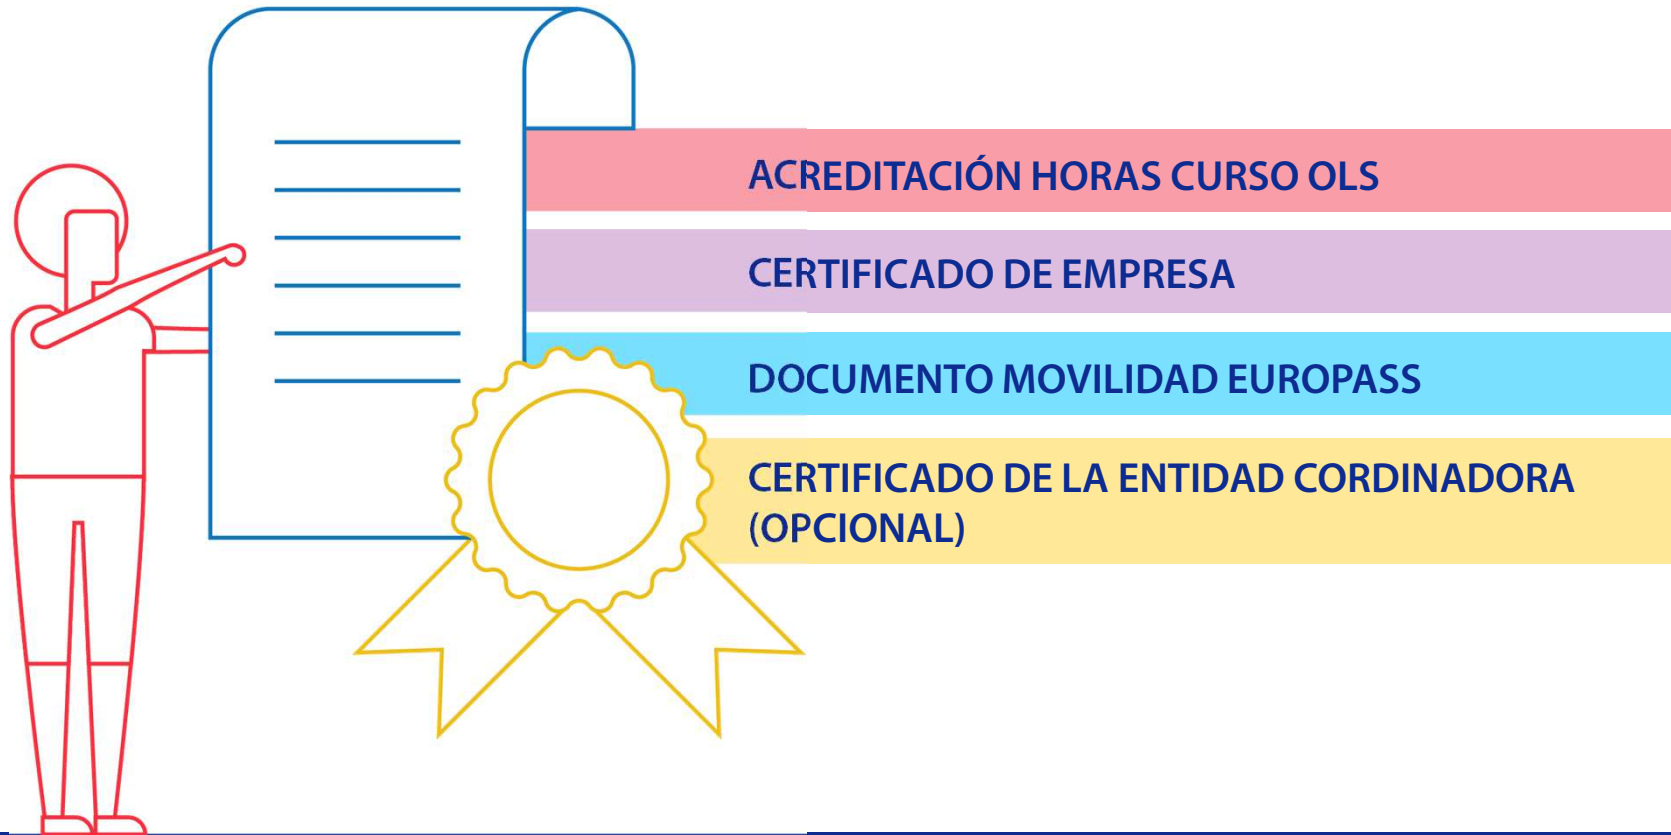 ACREDITACIÓN HORAS CURSO OLS
CERTIFICADO DE EMPRESA
DOCUMENTO MOVILIDAD EUROPASS
CERTIFICADO DE LA ENTIDAD CORDINADORA
(OPCIONAL)